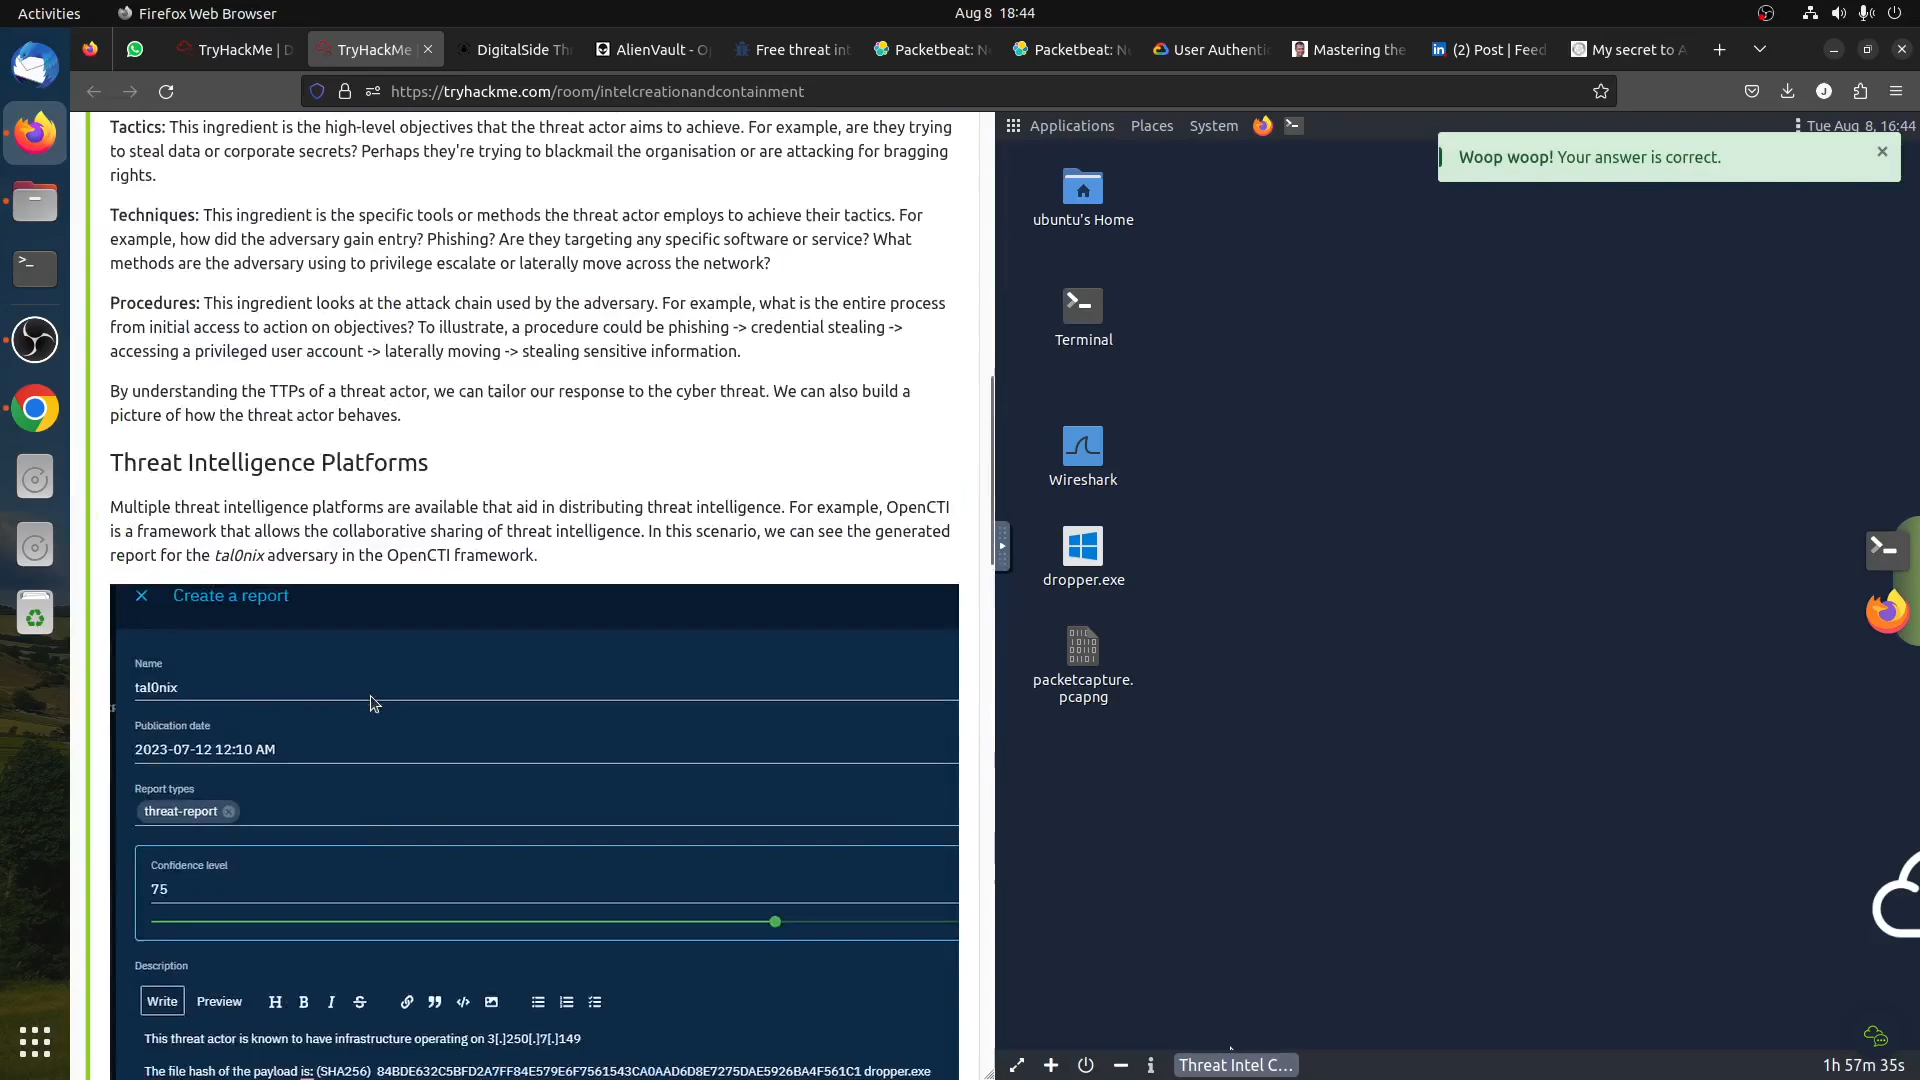 Activities
Firefox Web Browser
Aug 8 18:44
TryHackMe | D
TryHackMe
DigitalSide Th
AlienVault - O
Free threat int
Packetbeat: N
Packetbeat: N
User Authenti
Mastering the
(2) Post | Feed
My secret to A
https://tryhackme.com/room/intelcreationandcontainment
Tactics: This ingredient is the high-level objectives that the threat actor aims to achieve. For example, are they trying
to steal data or corporate secrets? Perhaps they're trying to blackmail the organisation or are attacking for bragging
rights.
Techniques: This ingredient is the specific tools or methods the threat actor employs to achieve their tactics. For
example, how did the adversary gain entry? Phishing? Are they targeting any specific software or service? What
methods are the adversary using to privilege escalate or laterally move across the network?
Procedures: This ingredient looks at the attack chain used by the adversary. For example, what is the entire process
from initial access to action on objectives? To illustrate, a procedure could be phishing -> credential stealing ->
accessing a privileged user account -> laterally moving -> stealing sensitive information.
By understanding the TTPs of a threat actor, we can tailor our response to the cyber threat. We can also build a
picture of how the threat actor behaves.
Threat Intelligence Platforms
Multiple threat intelligence platforms are available that aid in distributing threat intelligence. For example, OpenCTI
is a framework that allows the collaborative sharing of threat intelligence. In this scenario, we can see the generated
report for the tal0nix adversary in the OpenCTI framework.
Create a report
Name
tal0nix
Publication date
2023-07-12 12:10 AM
Report types
threat-report
Confidence level
75
Description
Write
Preview
This threat actor is known to have infrastructure operating on 3[.]250[.]7[.]149
The file hash of the payload is: (SHA256) 84BDE632C5BFD2A7FF84E579E6F7561543CA0AAD6D8E7275DAE5926BA4F561C1 dropper.exe
Applications
Places
System
Tue Aug 8, 16:44
Woop woop! Your answer is correct.
ubuntu's Home
Terminal
Wireshark
dropper.exe
packetcapture.
pcapng
Threat Intel C...
1h 57m 35s